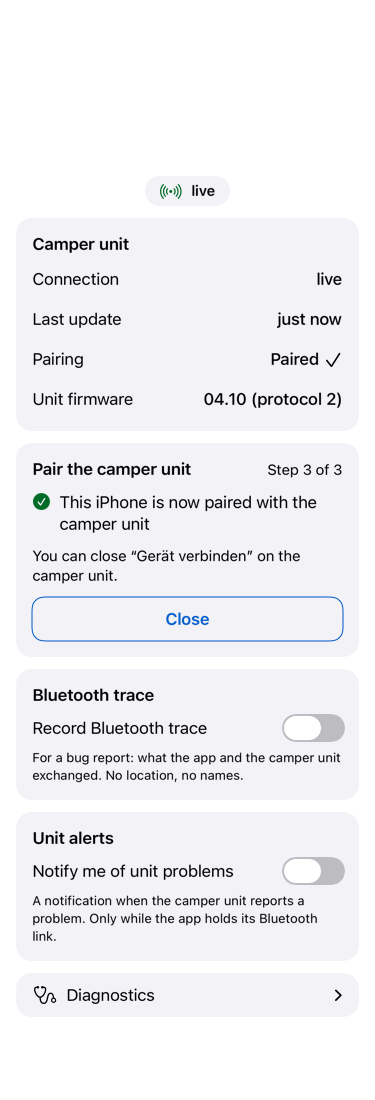 live
Camper unit
Connection live
Last update just now
Pairing Paired ✓
Unit firmware 04.10 (protocol 2)
Pair the camper unit Step 3 of 3
This iPhone is now paired with the
camper unit
You can close “Gerät verbinden” on the
camper unit.
Close
Bluetooth trace
Record Bluetooth trace
For a bug report: what the app and the camper unit
exchanged. No location, no names.
Unit alerts
Notify me of unit problems
A notification when the camper unit reports a
problem. Only while the app holds its Bluetooth
link.
Diagnostics